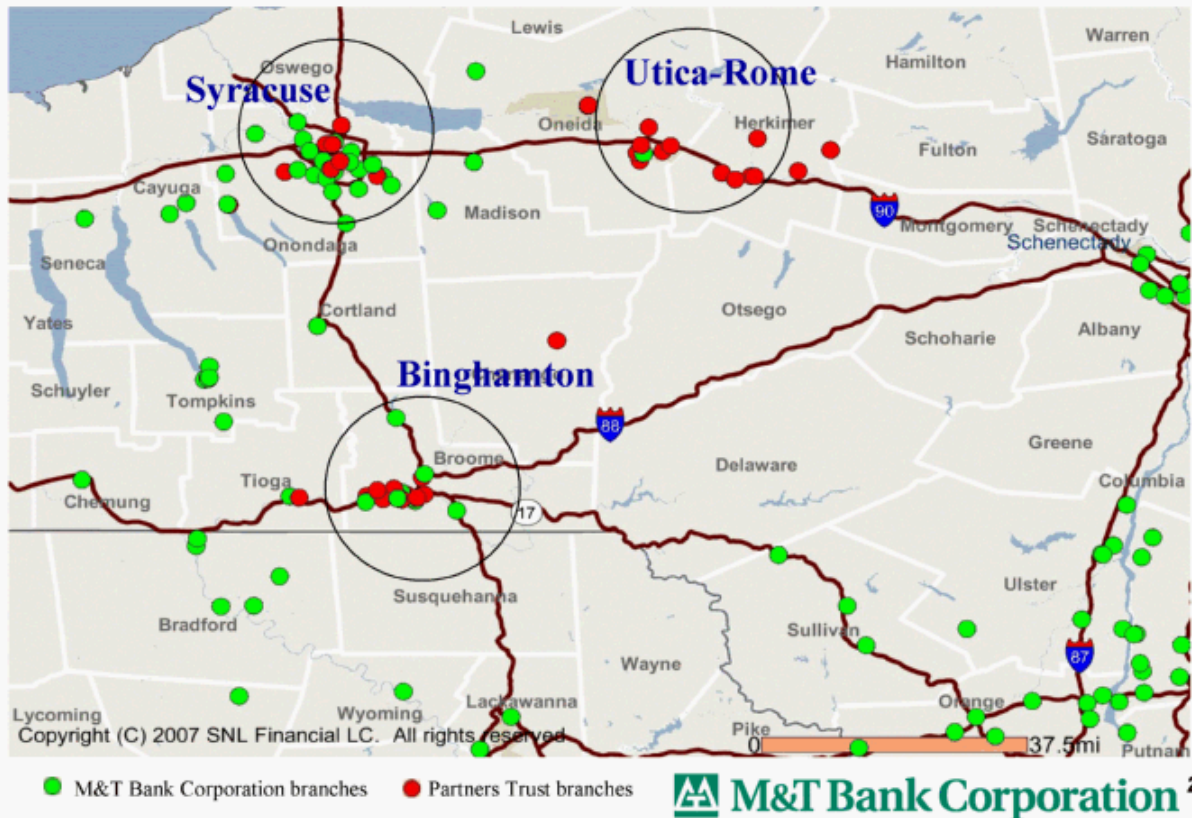 Lewis
Warren
Hamilton
Oswego
Utica-Rome
Syracuse
Oneida
Herkimer
Saratoga
Fulton
Cayuga
Madison
90
Montgomery
Schenectady
Schenectady
Onondaga
Seneca
Cortland
Otsego
Yates
Schoharie
Albany
Binghamton
Schuyler
Tompkins
88
Greene
Broome
Delaware
Tioga
Columbia
Chemung
17
Ulster
Susquehanna
Bradford
Sullivan
Wayne
87
Lackawanna
Orange
Lycoming
Wyoming
Pike
Copyright (C) 2007 SNL Financial LC. All rights reserved
0
37.5mi
Putnam
M&T Bank Corporation branches
Partners Trust branches
M&T Bank Corporation
2